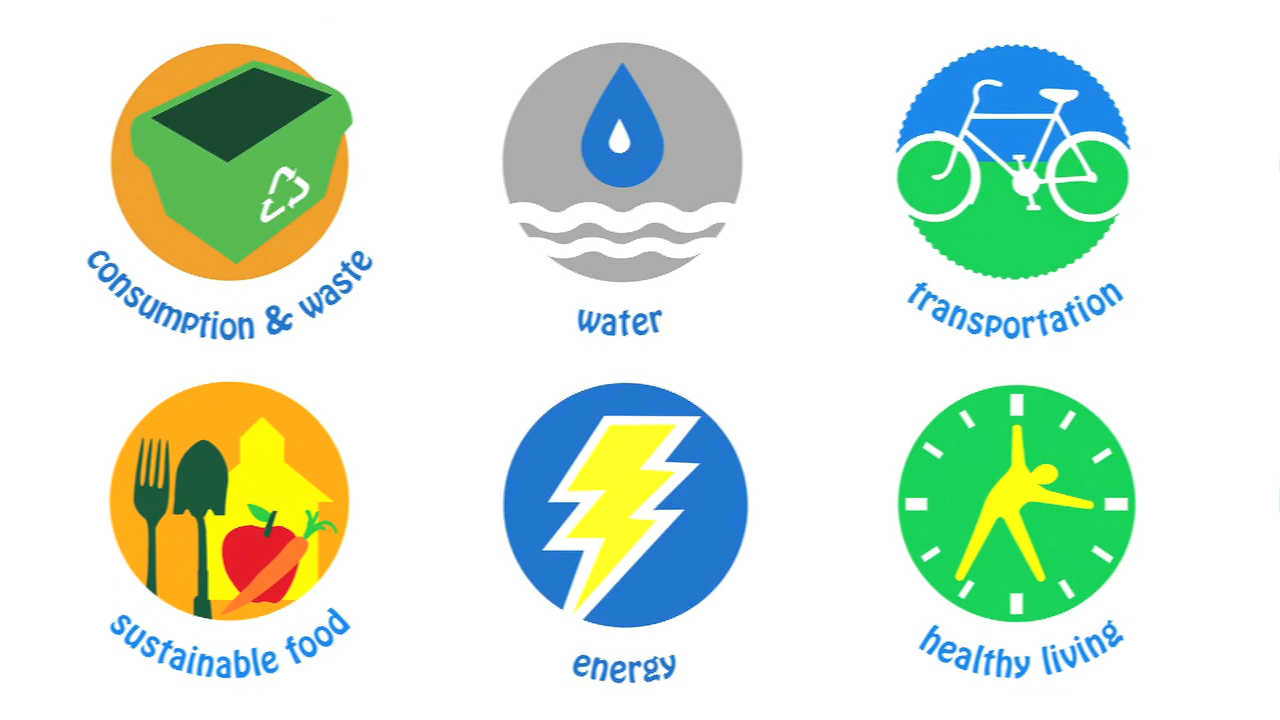 consumption & waste
water
transportation
sustainable food
energy
healthy living